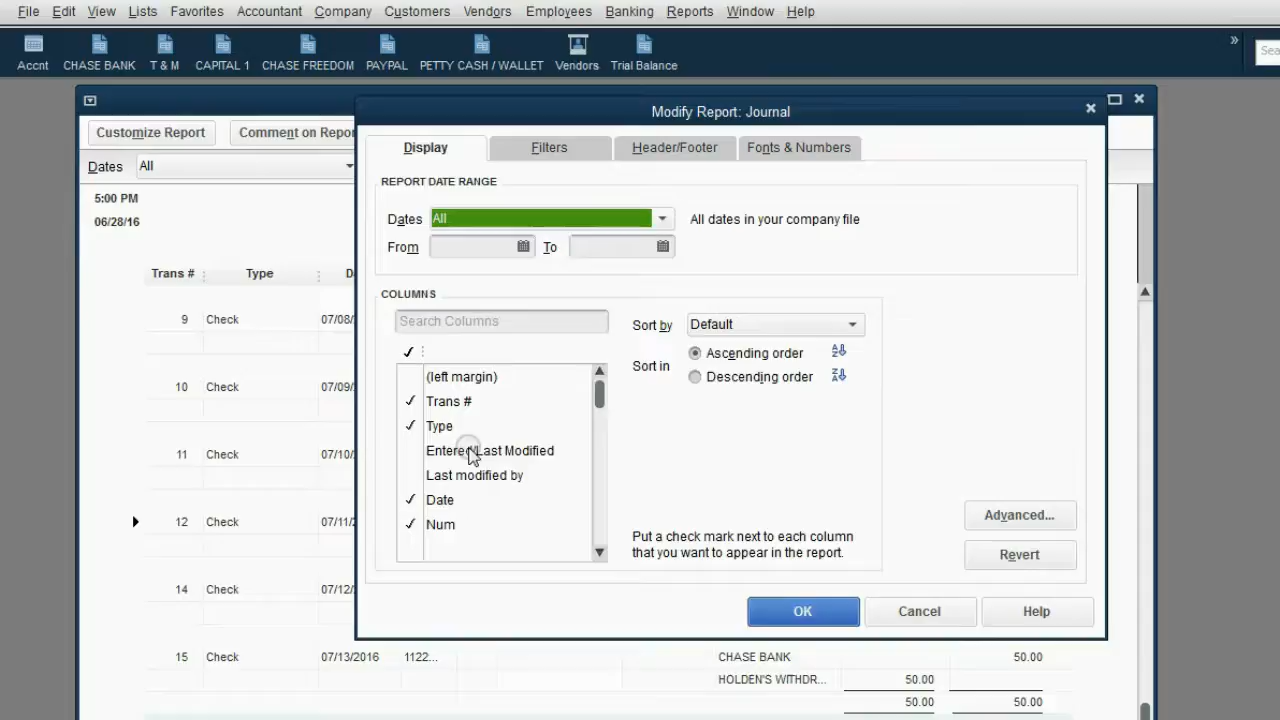 File Edit View Lists Favorites Accountant Company Customers Vendors Employees Banking Reports Window Help
Accnt CHASE BANK T & M CAPITAL 1 CHASE FREEDOM PAYPAL PETTY CASH / WALLET Vendors Trial Balance » Sea
Modify Report: Journal
Customize Report Comment on Repor
Display Filters Header/Footer Fonts & Numbers
Dates All
REPORT DATE RANGE
5:00 PM
Dates All All dates in your company file
06/28/16
From To
Trans # Type D
COLUMNS
9 Check 07/08/
Search Columns Sort by Default
Sort in Ascending order
Descending order
(left margin)
10 Check 07/09/
Trans #
Type
11 Check 07/10/
Entered/Last Modified
Last modified by
Date
12 Check 07/11/2
Num
Advanced...
Put a check mark next to each column
that you want to appear in the report.
Revert
14 Check 07/12/
OK Cancel Help
15 Check 07/13/2016 1122... CHASE BANK 50.00
HOLDEN'S WITHDR... 50.00
50.00 50.00